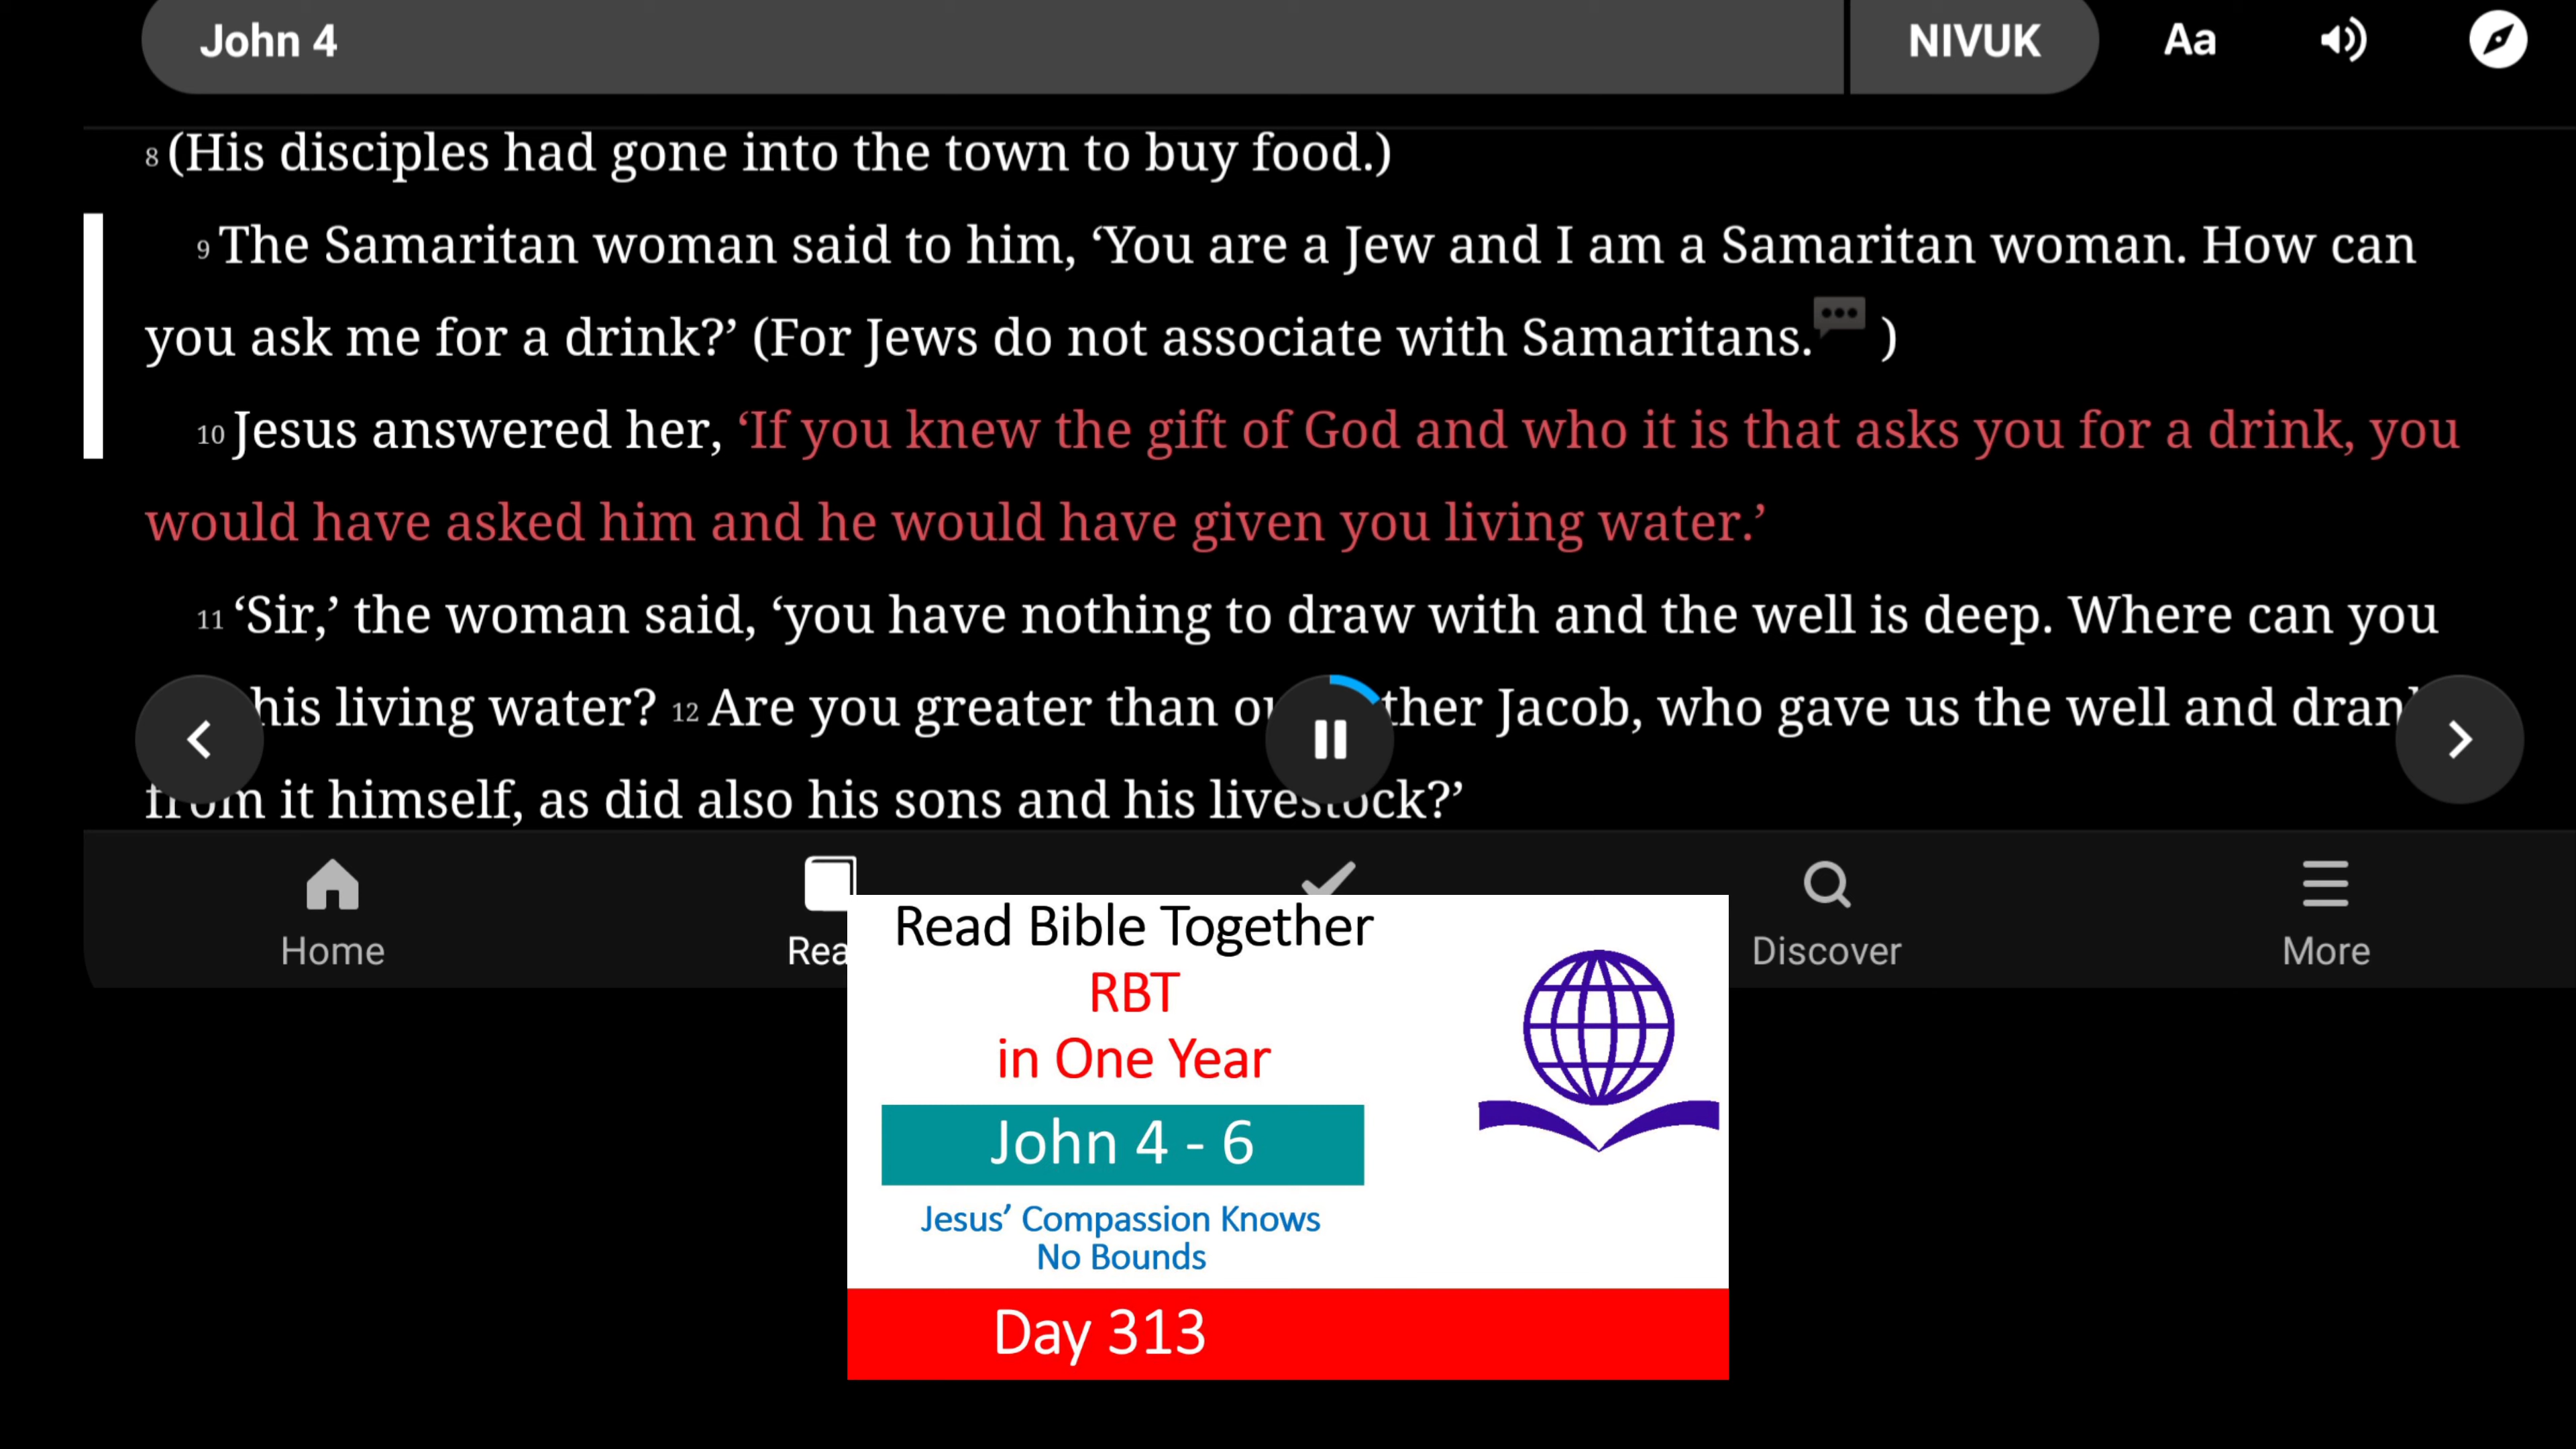 John 4 NIVUK Aa
8 (His disciples had gone into the town to buy food.)
9 The Samaritan woman said to him, ‘You are a Jew and I am a Samaritan woman. How can
you ask me for a drink?’ (For Jews do not associate with Samaritans. )
10 Jesus answered her, ‘If you knew the gift of God and who it is that asks you for a drink, you
would have asked him and he would have given you living water.’
11 ‘Sir,’ the woman said, ‘you have nothing to draw with and the well is deep. Where can you
living water? 12 Are you greater than Jacob, who gave us the well and
from it himself, as did also his sons and his livestock?’
Home Discover More
Read Bible Together
RBT
in One Year
John 4 - 6
Jesus’ Compassion Knows
No Bounds
Day 313